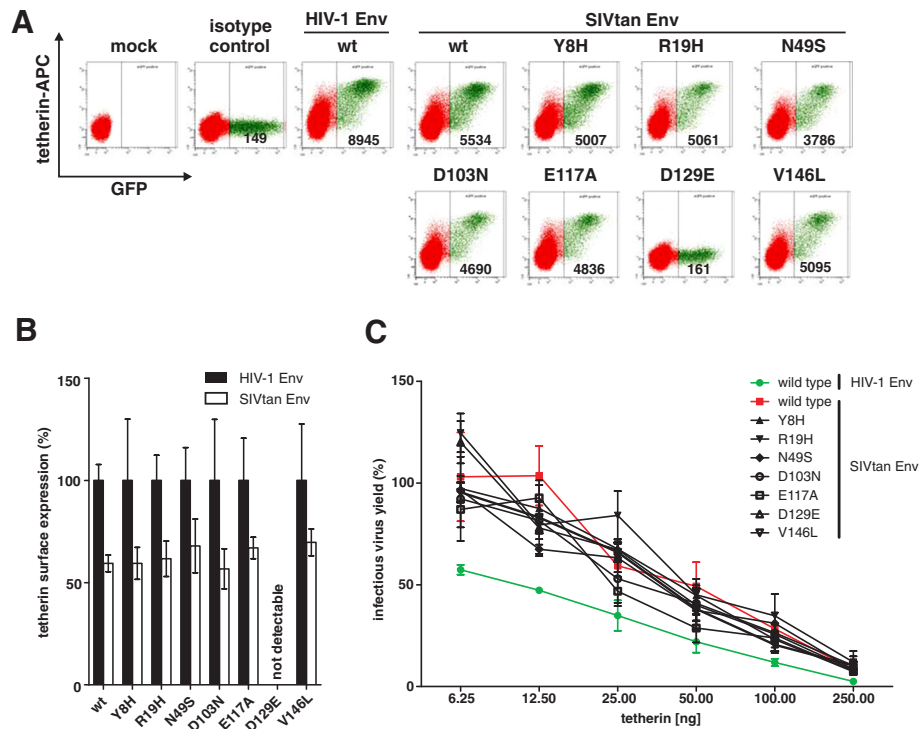 A
HIV-1 Env
SIVtan Env
mock
isotype control
wt
wt
Y8H
R19H
N49S
tetherin-APC
GFP
149
8945
5534
5007
5061
3786
D103N
E117A
D129E
V146L
4690
4836
161
5095
B
150
100
50
0
tetherin surface expression (%)
HIV-1 Env
SIVtan Env
not detectable
wt
Y8H
R19H
N49S
D103N
E117A
D129E
V146L
C
150
100
50
0
infectious virus yield (%)
wild type
HIV-1 Env
wild type
Y8H
R19H
N49S
D103N
E117A
D129E
V146L
SIVtan Env
6.25
12.50
25.00
50.00
100.00
250.00
tetherin [ng]